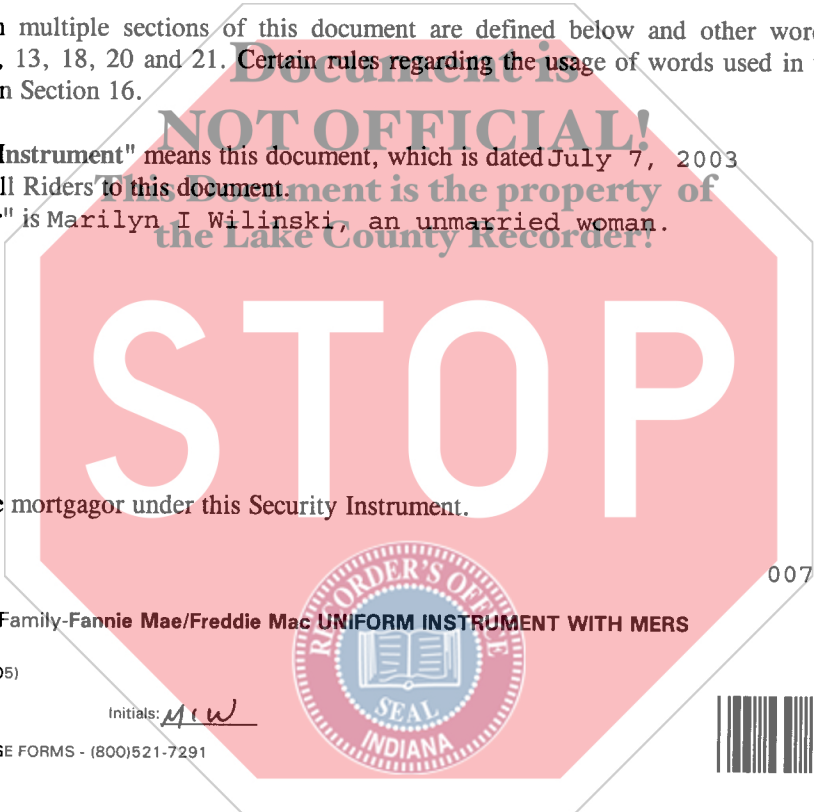 multiple sections of this document are defined below and other
, 13, 18, 20 and 21. Certain rules regarding the usage of words used in
n Section 16.
Document is
NOT OFFICIAL!
This Document is the property of
the Lake County Recorder!
Instrument" means this document, which is dated July 7, 2003
ll Riders to this document.
" is Marilyn I Wilinski, an unmarried woman.
STOP
mortgagor under this Security Instrument.
007
Family-Fannie Mae/Freddie Mac UNIFORM INSTRUMENT WITH MERS
Initials: MIW
FORMS - (800)521-7291
RECORDER'S OFFICE
SEAL
INDIANA